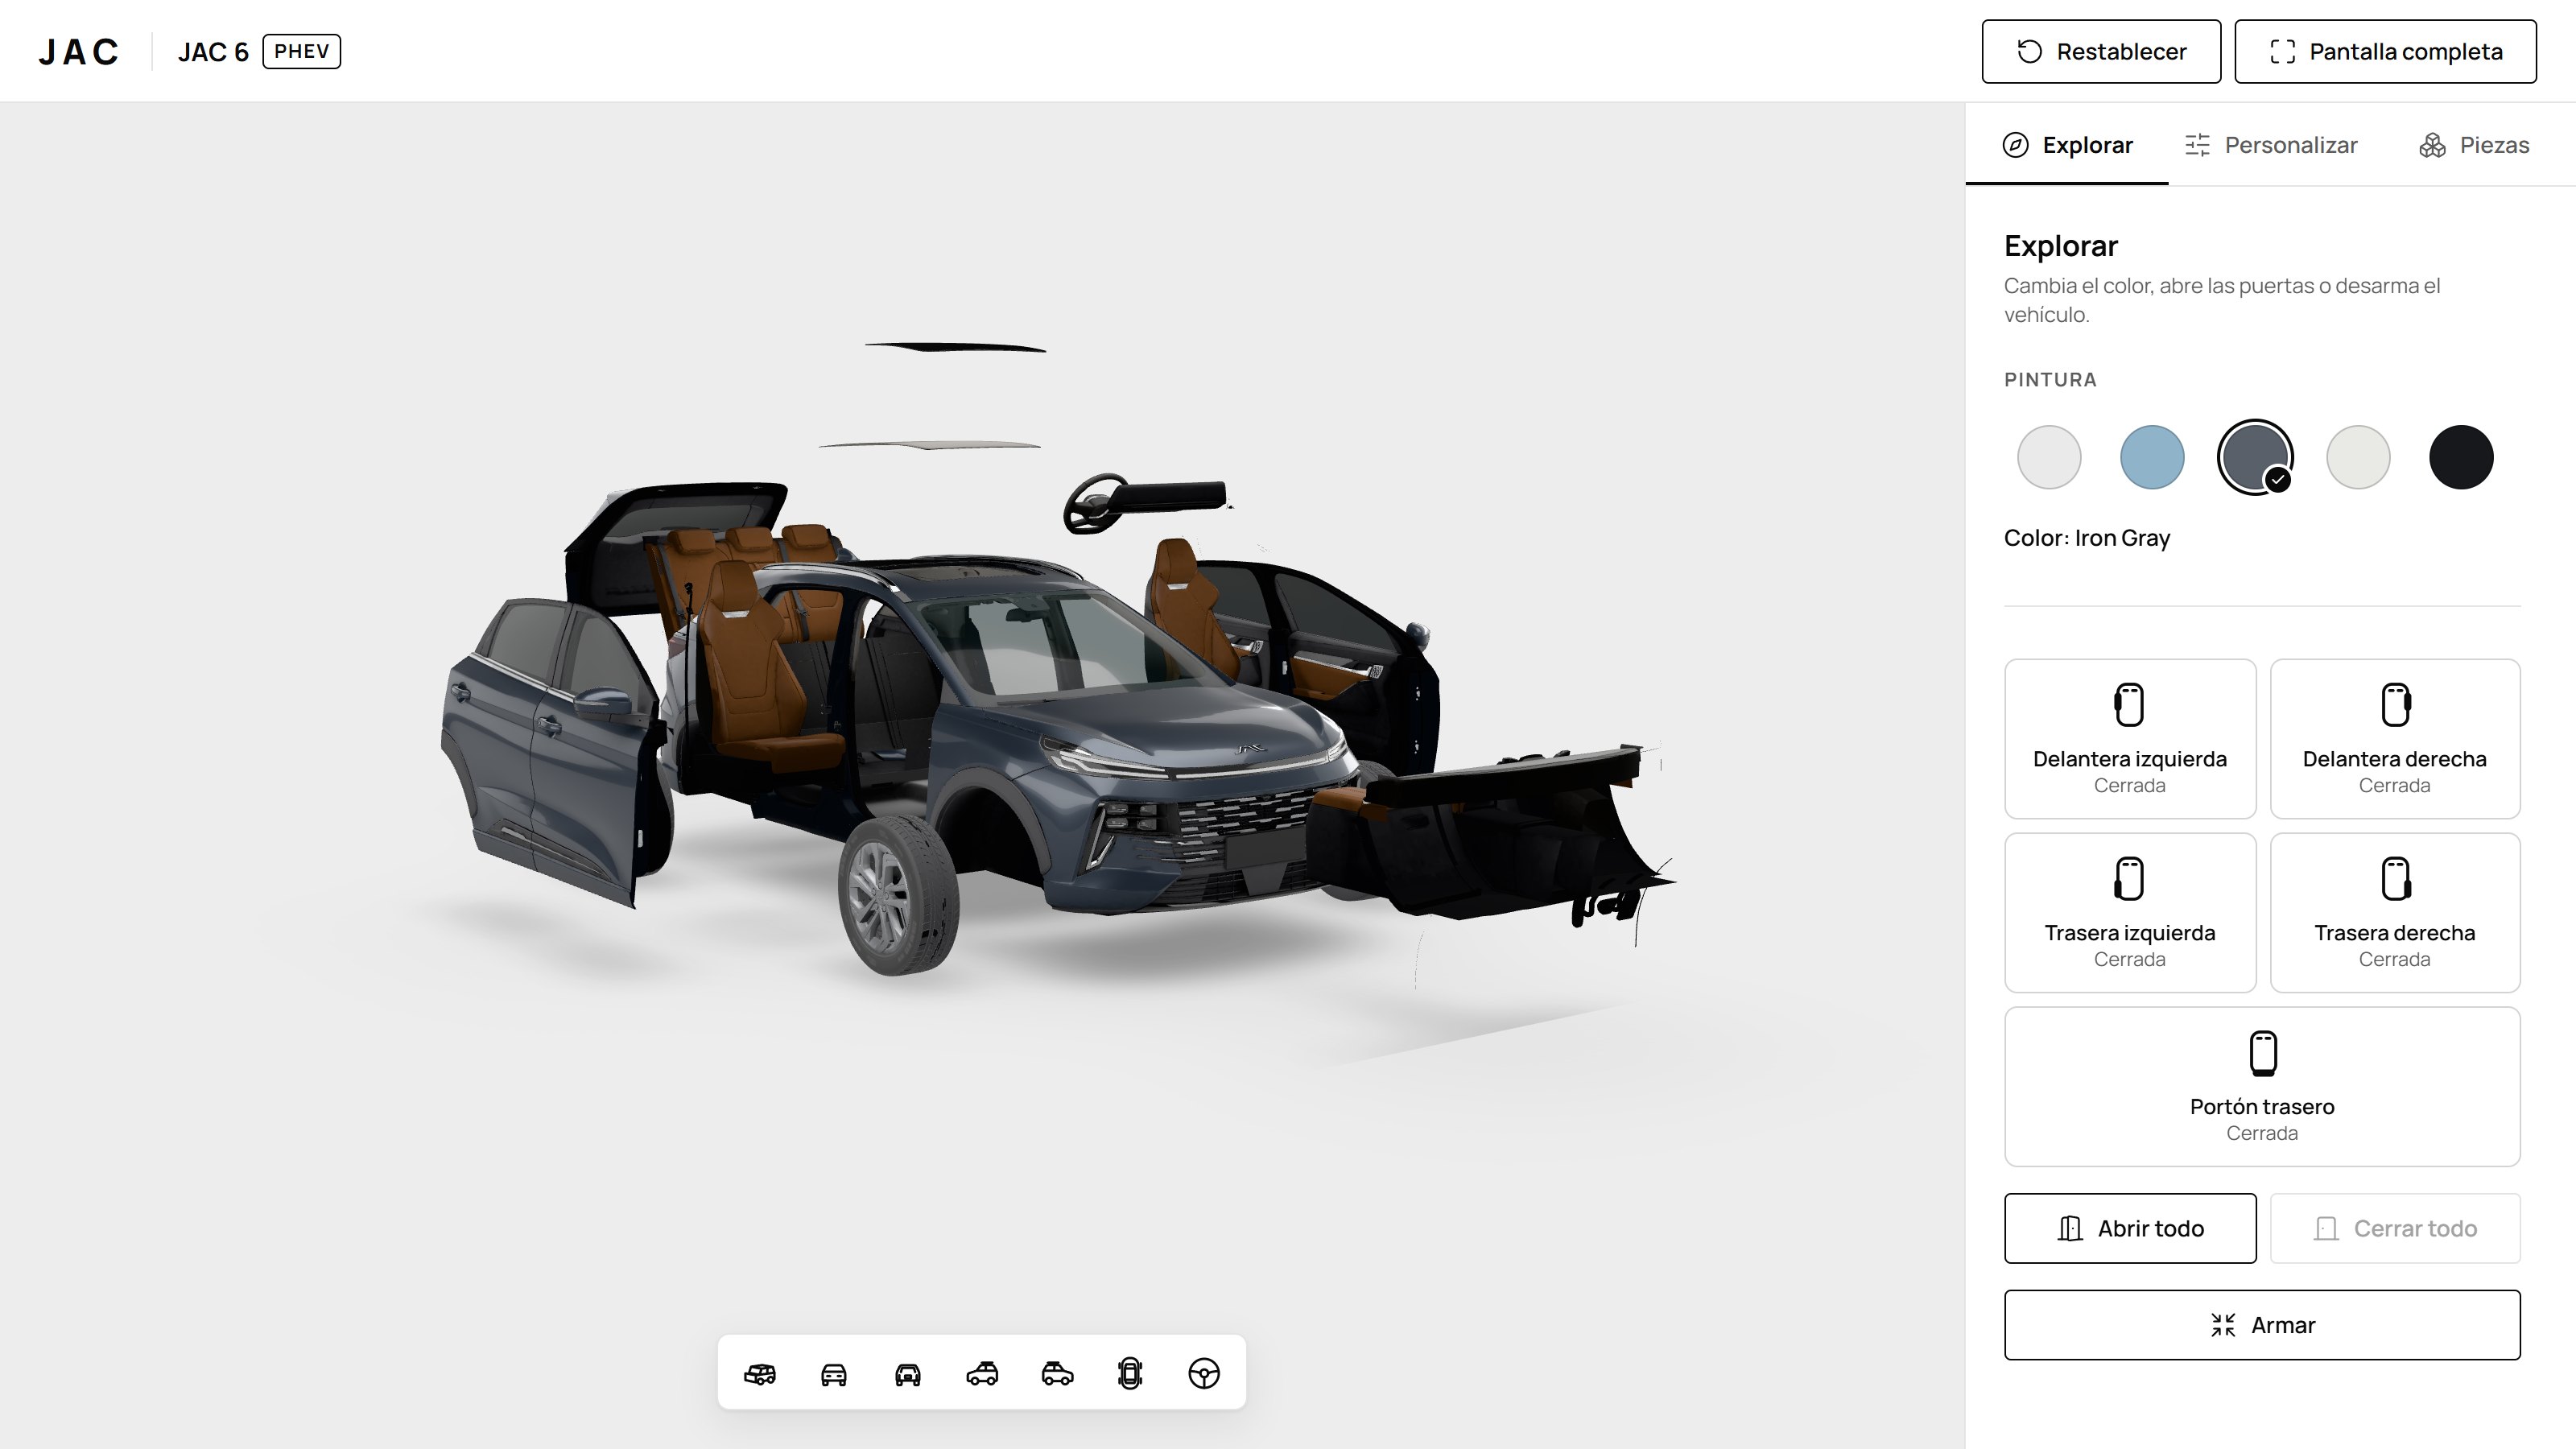 JAC
JAC 6 PHEV
Restablecer
Pantalla completa
Explorar
Personalizar
Piezas
Explorar
Cambia el color, abre las puertas o desarma el
vehículo.
PINTURA
Color: Iron Gray
Delantera izquierda
Cerrada
Delantera derecha
Cerrada
Trasera izquierda
Cerrada
Trasera derecha
Cerrada
Portón trasero
Cerrada
Abrir todo
Cerrar todo
Armar
JAC